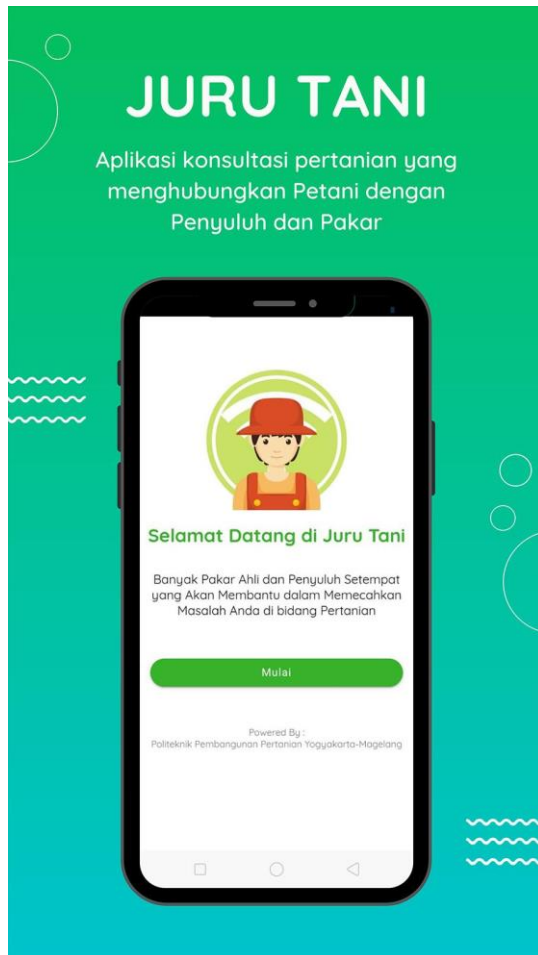 JURU TANI
Aplikasi konsultasi pertanian yang
menghubungkan Petani dengan
Penyuluh dan Pakar
Selamat Datang di Juru Tani
Banyak Pakar Ahli dan Penyuluh Setempat
yang Akan Membantu dalam Memecahkan
Masalah Anda di bidang Pertanian
Mulai
Powered By :
Politeknik Pembangunan Pertanian Yogyakarta-Magelang